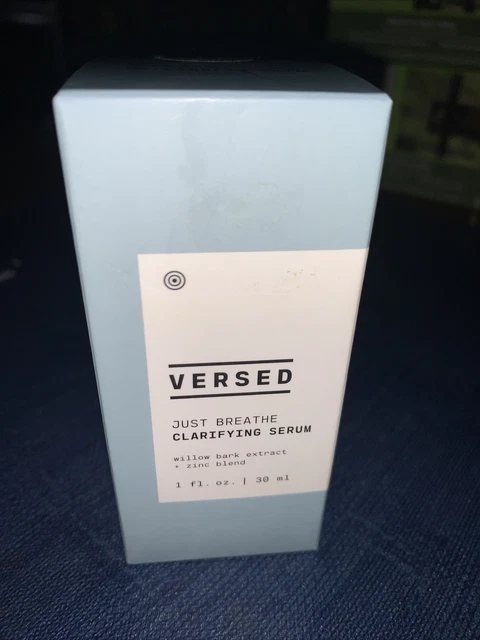 VERSED
JUST BREATHE
CLARIFYING SERUM
willow bark extract
+ zinc blend
1 fl. oz. | 30 ml